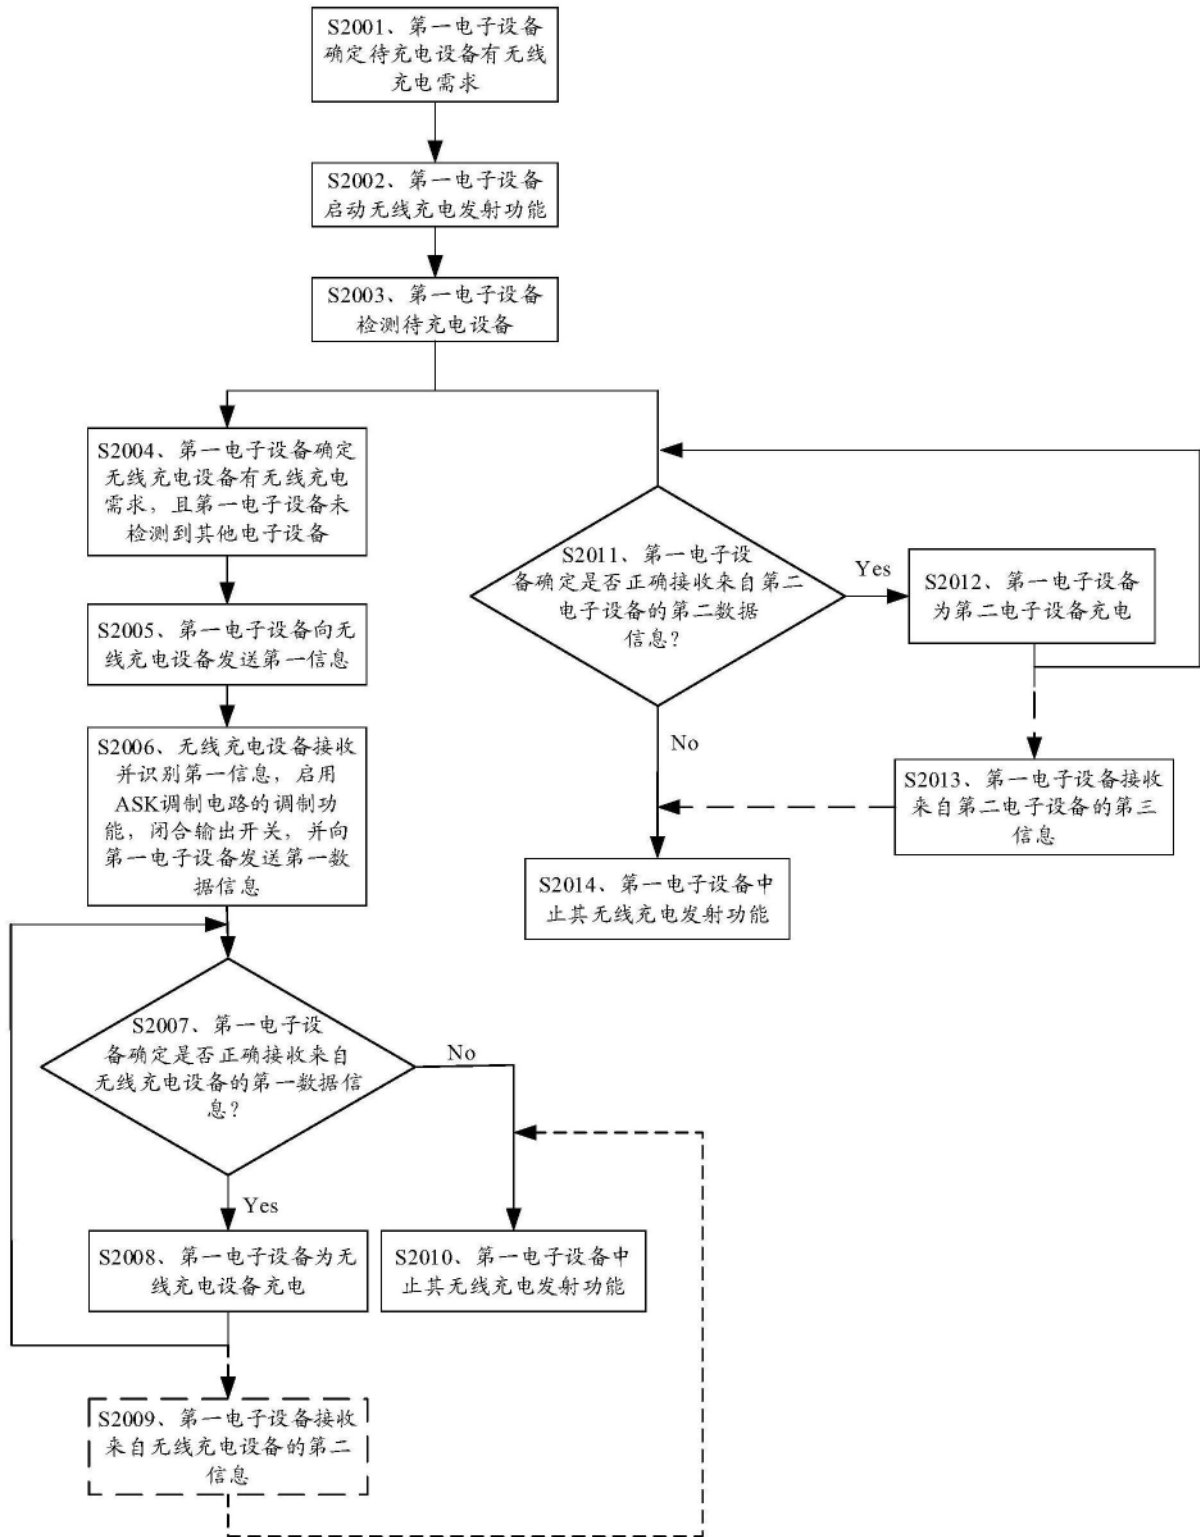 S2001、第一电子设备
确定待充电设备有无线
充电需求
S2002、第一电子设备
启动无线充电发射功能
S2003、第一电子设备
检测待充电设备
S2004、第一电子设备确定
无线充电设备有无线充电
需求，且第一电子设备未
检测到其他电子设备
S2005、第一电子设备向无
线充电设备发送第一信息
S2006、无线充电设备接收
并识别第一信息，启用
ASK调制电路的调制功
能，闭合输出开关，并向
第一电子设备发送第一数
据信息
S2007、第一电子设
备确定是否正确接收来自
无线充电设备的第一数据信
息？
No
Yes
S2008、第一电子设备为无
线充电设备充电
S2010、第一电子设备中
止其无线充电发射功能
S2009、第一电子设备接收
来自无线充电设备的第二
信息
S2011、第一电子设
备确定是否正确接收来自第二
电子设备的第二数据
信息？
Yes
S2012、第一电子设备
为第二电子设备充电
No
S2013、第一电子设备接收
来自第二电子设备的第三
信息
S2014、第一电子设备中
止其无线充电发射功能